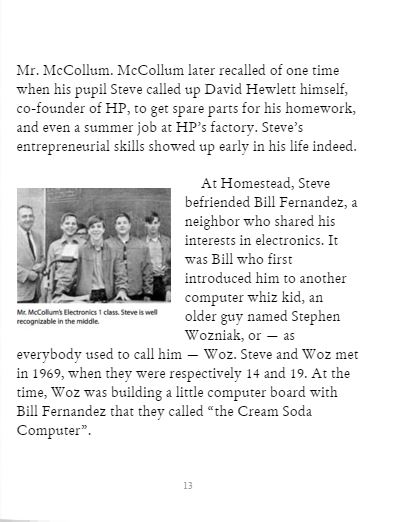 Mr. McCollum. McCollum later recalled of one time
when his pupil Steve called up David Hewlett himself,
co-founder of HP, to get spare parts for his homework,
and even a summer job at HP's factory. Steve's
entrepreneurial skills showed up early in his life indeed.
At Homestead, Steve
befriended Bill Fernandez, a
neighbor who shared his
interests in electronics. It
was Bill who first
introduced him to another
computer whiz kid, an
older guy named Stephen
Wozniak, or — as
Mr. McCollum's Electronics 1 class. Steve is well
recognizable in the middle.
everybody used to call him — Woz. Steve and Woz met
in 1969, when they were respectively 14 and 19. At the
time, Woz was building a little computer board with
Bill Fernandez that they called “the Cream Soda
Computer”.
13